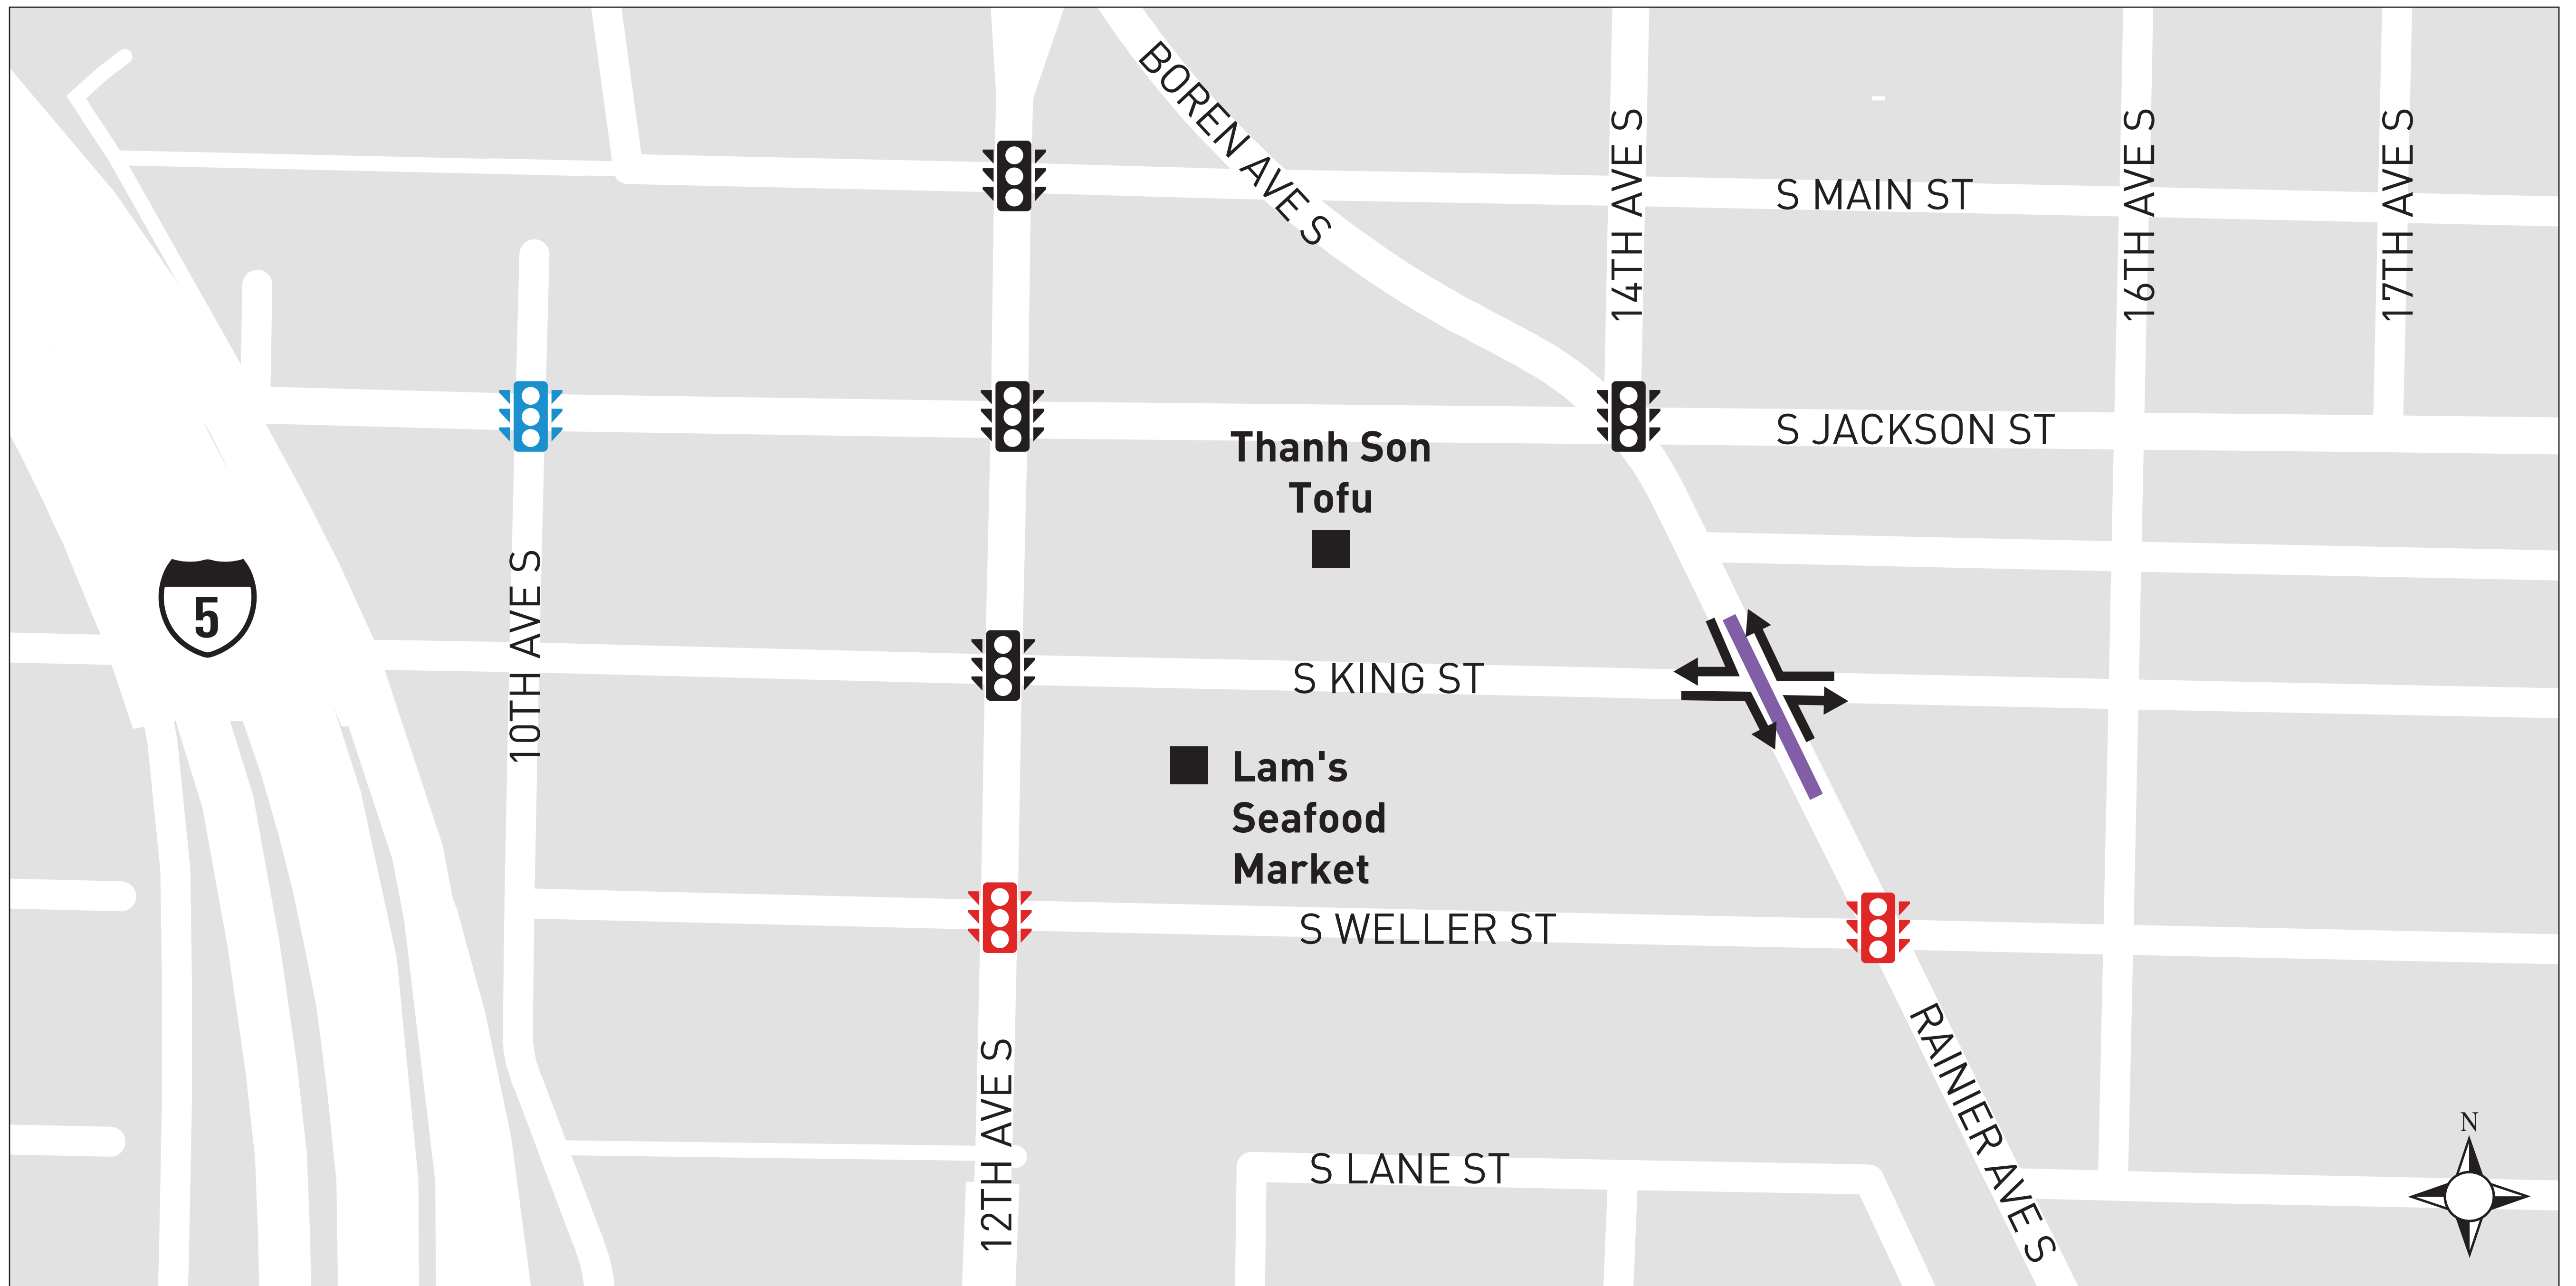 BOREN AVE S
14TH AVE S
16TH AVE S
17TH AVE S
S MAIN ST
S JACKSON ST
Thanh Son
Tofu
5
10TH AVE S
S KING ST
Lam's
Seafood
Market
S WELLER ST
12TH AVE S
RAINIER AVE S
S LANE ST
N